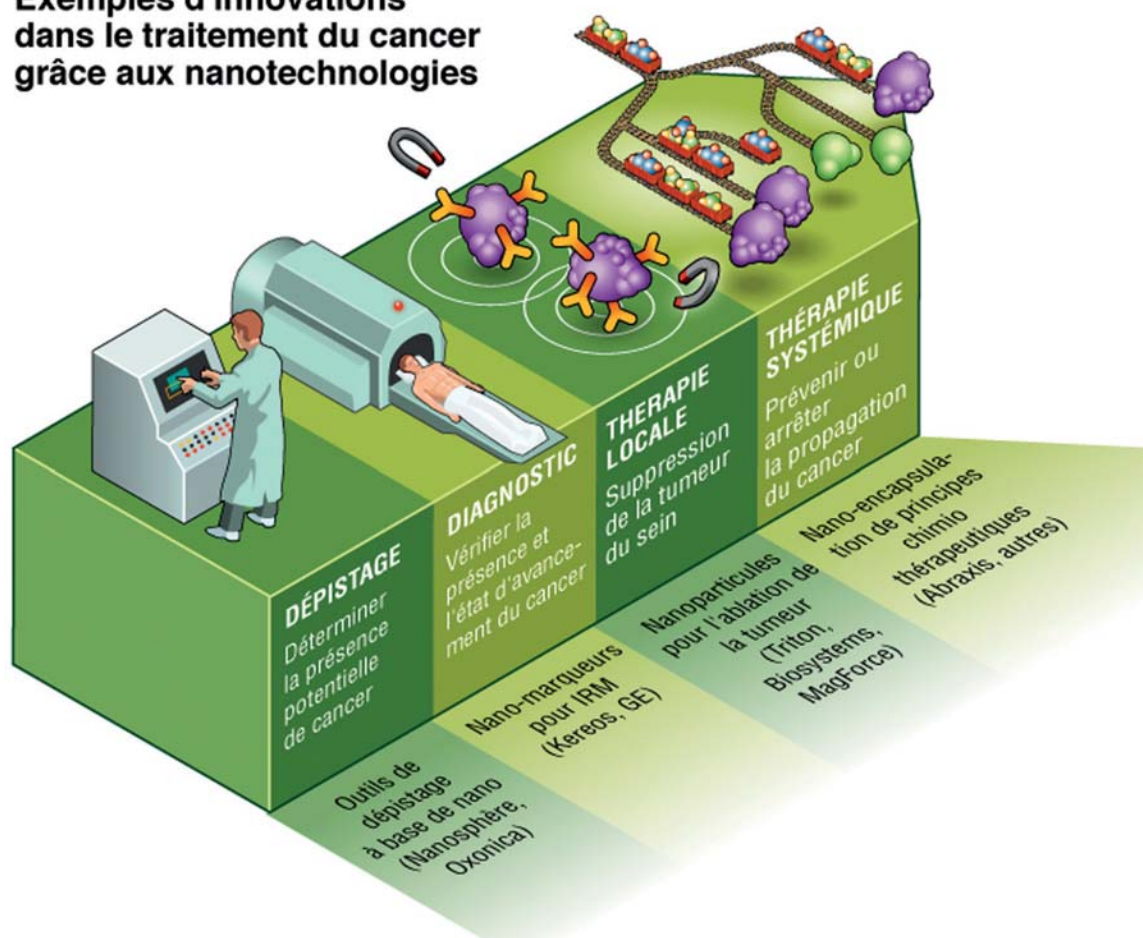 Exemples d'innovations
dans le traitement du cancer
grâce aux nanotechnologies
DÉPISTAGE
Déterminer
la présence
potentielle
de cancer
DIAGNOSTIC
Vérifier la
présence et
l'état d'avance-
ment du cancer
THERAPIE
LOCALE
Suppression
de la tumeur
du sein
THÉRAPIE
SYSTÉMIQUE
Prévenir ou
arrêter
la propagation
du cancer
Outils de
dépistage
à base de nano
(Nanosphère,
Oxonica)
Nano-marqueurs
pour IRM
(Kereos, GE)
Nanoparticules
pour l'ablation de
la tumeur
(Triton,
Biosystems,
MagForce)
Nano-encapsula-
tion de principes
chimio
thérapeutiques
(Abraxis, autres)